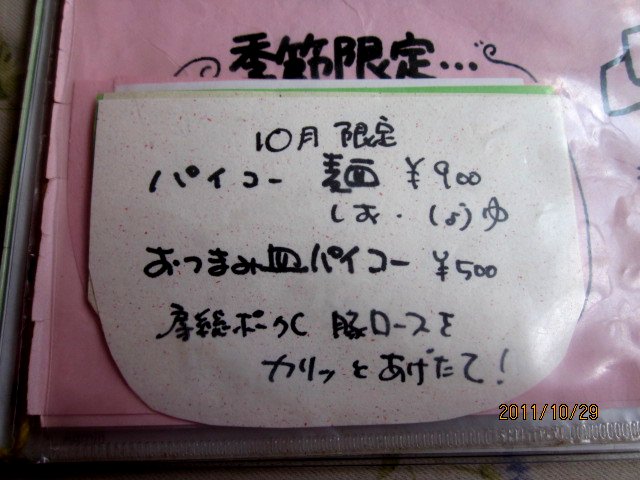 季節限定...
10月 限定
パイコー 麺 ¥900
しお・しょうゆ
おつまみ皿パイコー ¥500
房総ポークC 豚ロースを
カリッとあげたて!
2011/10/29